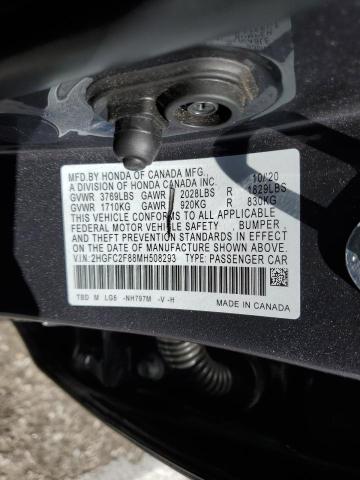 MFD.BY HONDA OF CANADA MFG., 10/20
A DIVISION OF HONDA CANADA INC.
GVWR 3769LBS GAWR F 2028LBS R 1829LBS
GVWR 1710KG GAWR F 920KG R 830KG
THIS VEHICLE CONFORMS TO ALL APPLICABLE
FEDERAL MOTOR VEHICLE SAFETY, BUMPER,
AND THEFT PREVENTION STANDARDS IN EFFECT
ON THE DATE OF MANUFACTURE SHOWN ABOVE.
V.I.N: 2HGFC2F88MH508293 TYPE: PASSENGER CAR
TBD M LG5 -NH797M -V -H
MADE IN CANADA